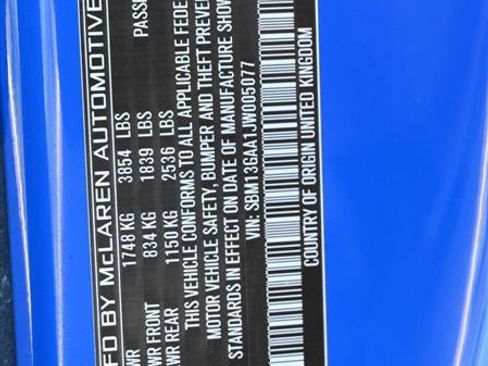 FD BY McLAREN AUTOMOTIVE
WR 1748 KG 3854 LBS
WR FRONT 834 KG 1839 LBS PASSE
WR REAR 1150 KG 2536 LBS
THIS VEHICLE CONFORMS TO ALL APPLICABLE FEDE
MOTOR VEHICLE SAFETY, BUMPER AND THEFT PREVE
STANDARDS IN EFFECT ON DATE OF MANUFACTURE SHOW
VIN: SBM13GAA1JW005077
COUNTRY OF ORIGIN UNITED KINGDOM